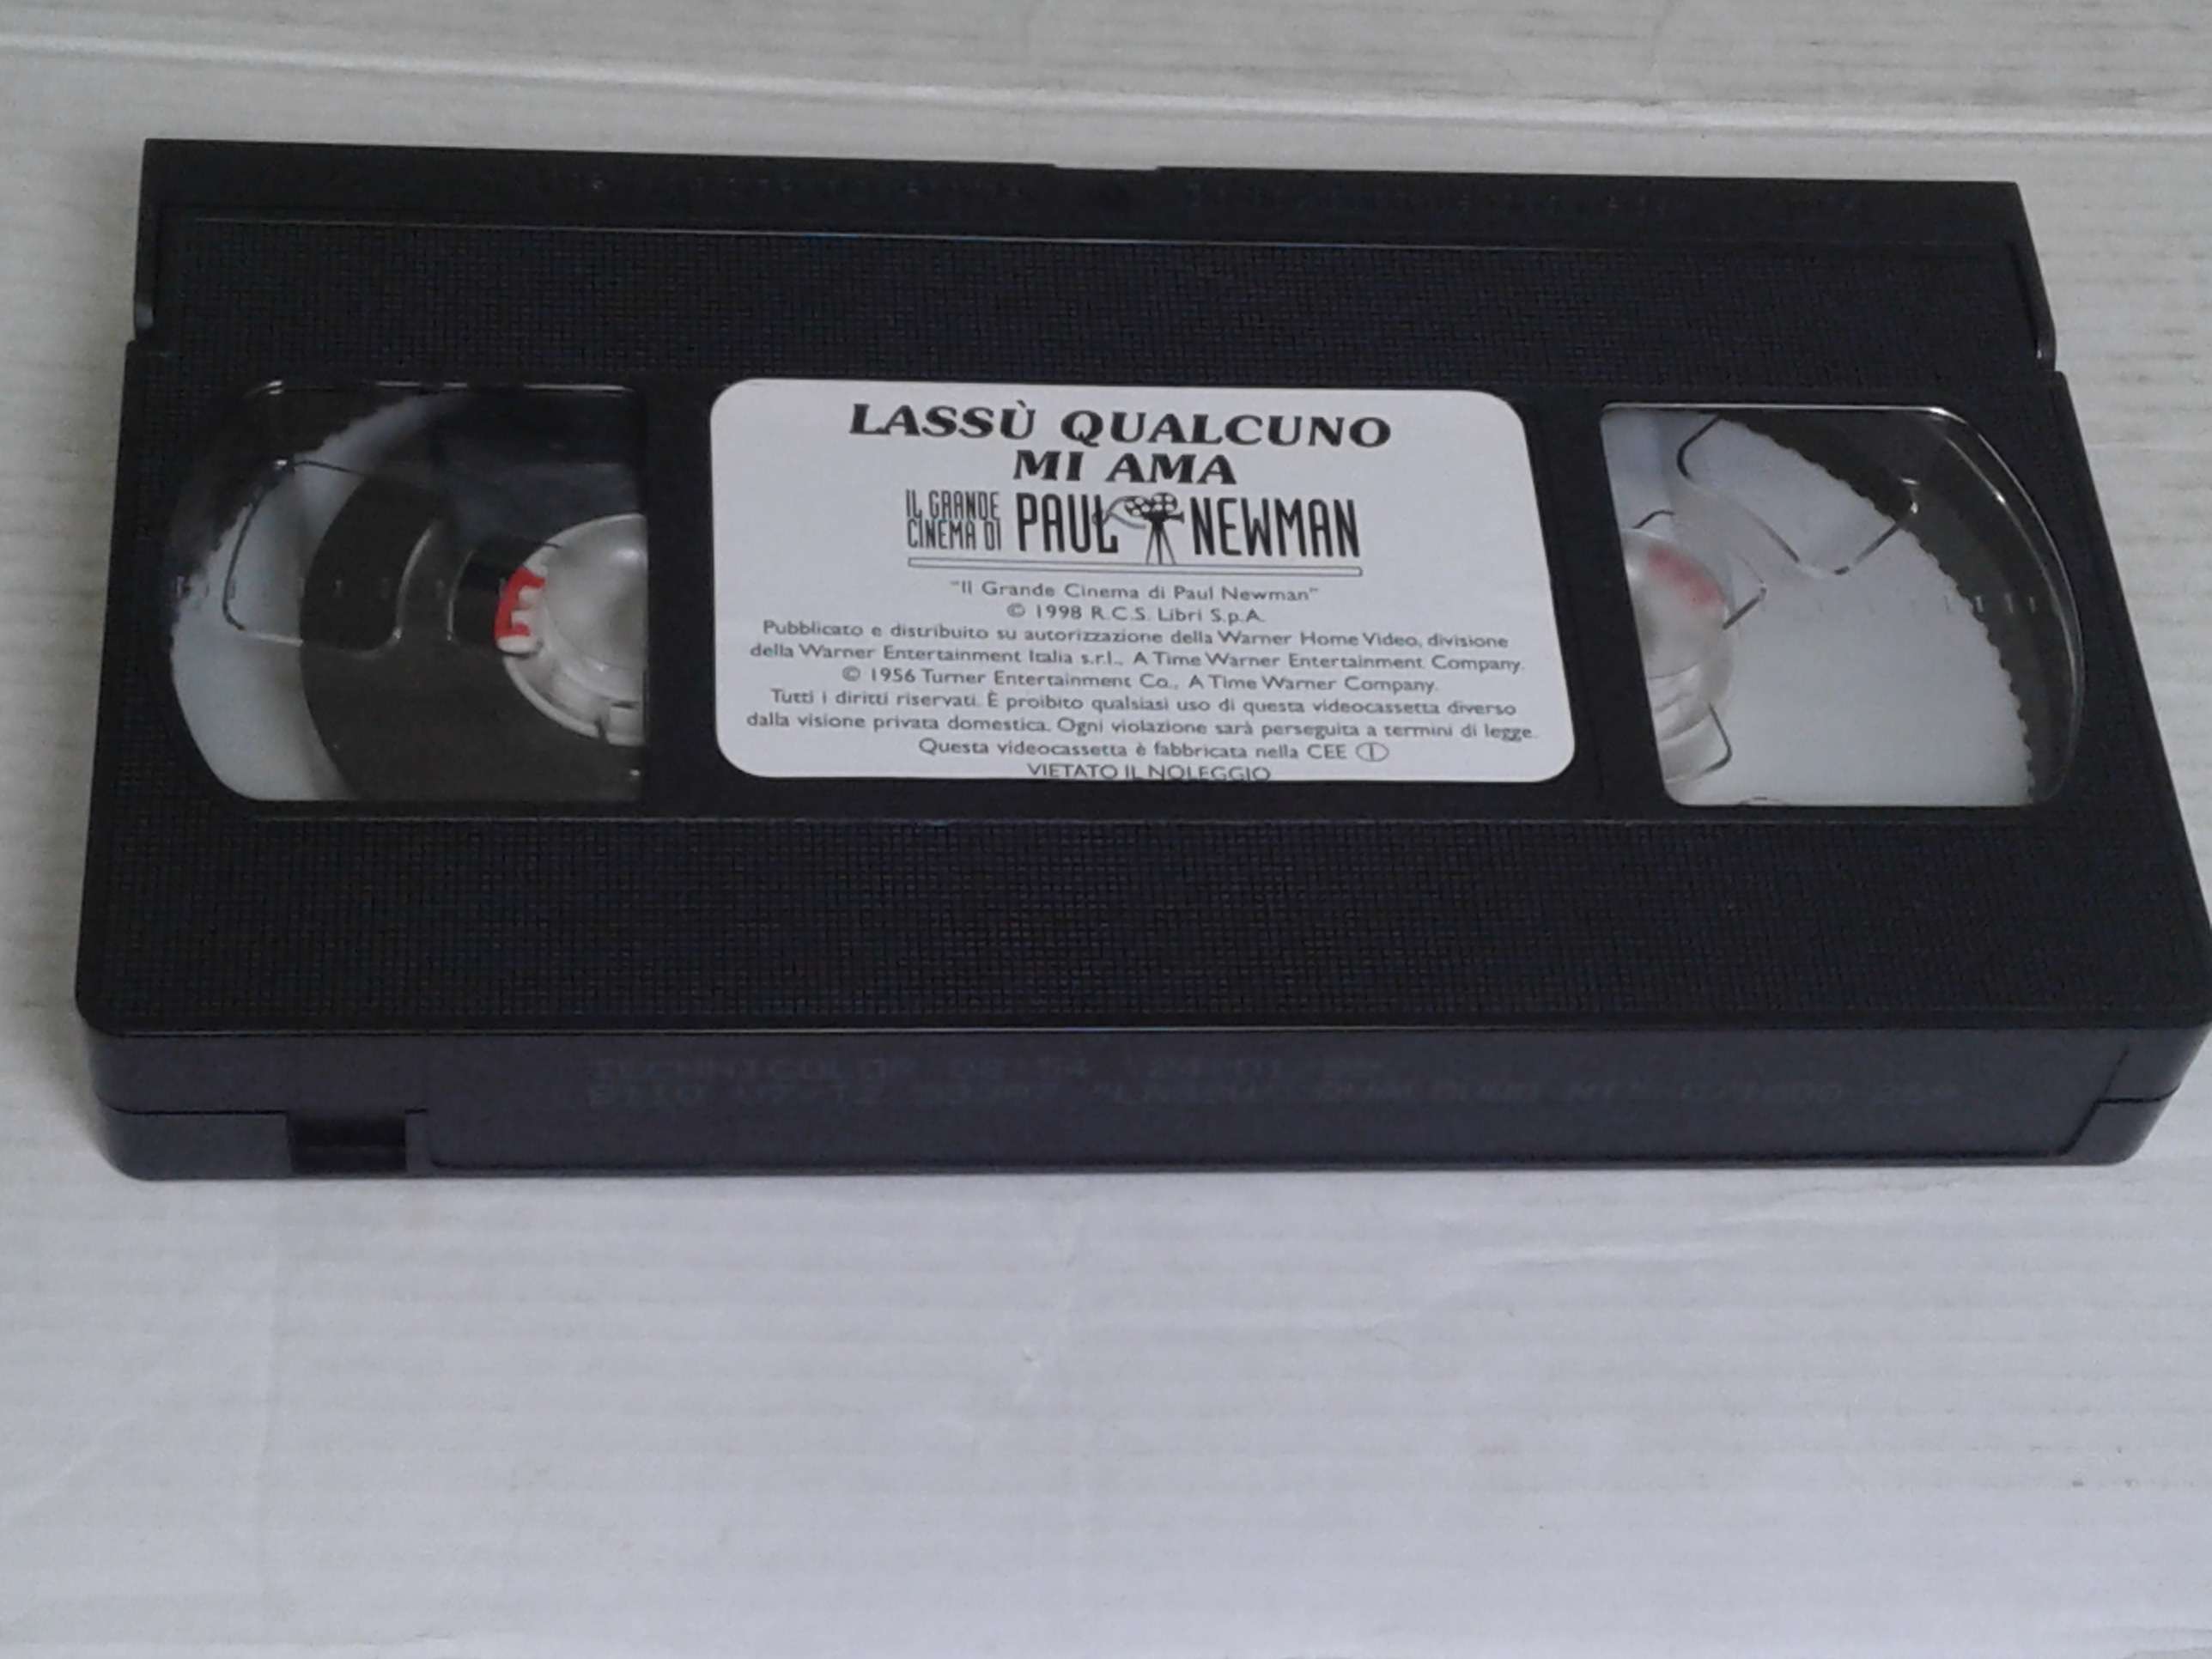 LASSÙ QUALCUNO
MI AMA
IL GRANDE
CINEMA DI
PAUL NEWMAN
"Il Grande Cinema di Paul Newman"
© 1998 R.C.S. Libri S.p.A.
Pubblicato e distribuito su autorizzazione della Warner Home Video, divisione
della Warner Entertainment Italia s.r.l., A Time Warner Entertainment Company.
© 1956 Turner Entertainment Co., A Time Warner Company.
Tutti i diritti riservati. È proibito qualsiasi uso di questa videocassetta diverso
dalla visione privata domestica. Ogni violazione sarà perseguita a termini di legge.
Questa videocassetta è fabbricata nella CEE Ⓘ
VIETATO IL NOLEGGIO
TECHNICOLOR